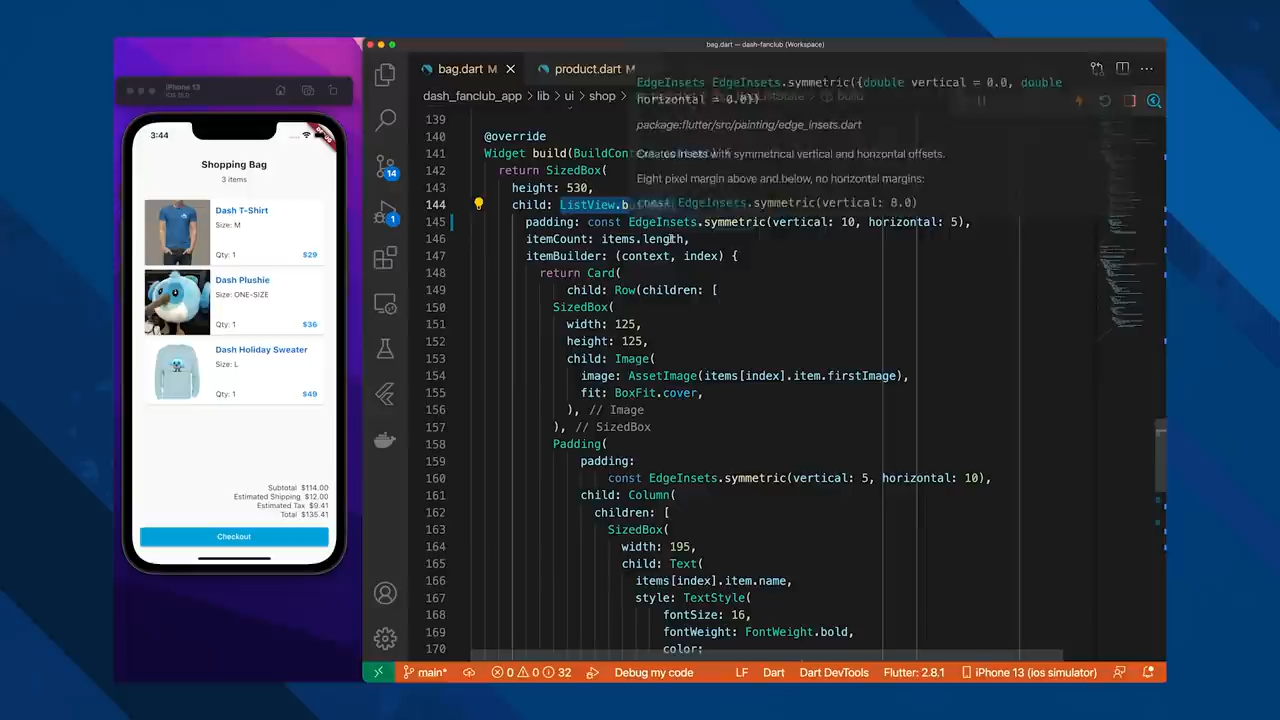 iPhone 13
iOS 15.0
3:44
Shopping Bag
3 items
Dash T-Shirt
Size: M
Qty: 1
$29
Dash Plushie
Size: ONE-SIZE
Qty: 1
$36
Dash Holiday Sweater
Size: L
Qty: 1
$49
Subtotal $114.00
Estimated Shipping $12.00
Estimated Tax $9.41
Total $135.41
Checkout
bag.dart — dash-fanclub (Workspace)
bag.dart M
product.dart M
dash_fanclub_app > lib > ui > shop >
EdgeInsets EdgeInsets.symmetric({double vertical = 0.0, double
horizontal = 0.0})
package:flutter/src/painting/edge_insets.dart
Creates insets with symmetrical vertical and horizontal offsets.
Eight pixel margin above and below, no horizontal margins:
const EdgeInsets.symmetric(vertical: 8.0)
14
1
139
140 @override
141 Widget build(BuildCon
142 return SizedBox(
143 height: 530,
144 child: ListView.b
145 padding: const EdgeInsets.symmetric(vertical: 10, horizontal: 5),
146 itemCount: items.length,
147 itemBuilder: (context, index) {
148 return Card(
149 child: Row(children: [
150 SizedBox(
151 width: 125,
152 height: 125,
153 child: Image(
154 image: AssetImage(items[index].item.firstImage),
155 fit: BoxFit.cover,
156 ), // Image
157 ), // SizedBox
158 Padding(
159 padding:
160 const EdgeInsets.symmetric(vertical: 5, horizontal: 10),
161 child: Column(
162 children: [
163 SizedBox(
164 width: 195,
165 child: Text(
166 items[index].item.name,
167 style: TextStyle(
168 fontSize: 16,
169 fontWeight: FontWeight.bold,
170 color:
main* 0 0 32 Debug my code LF Dart Dart DevTools Flutter: 2.8.1 iPhone 13 (ios simulator)